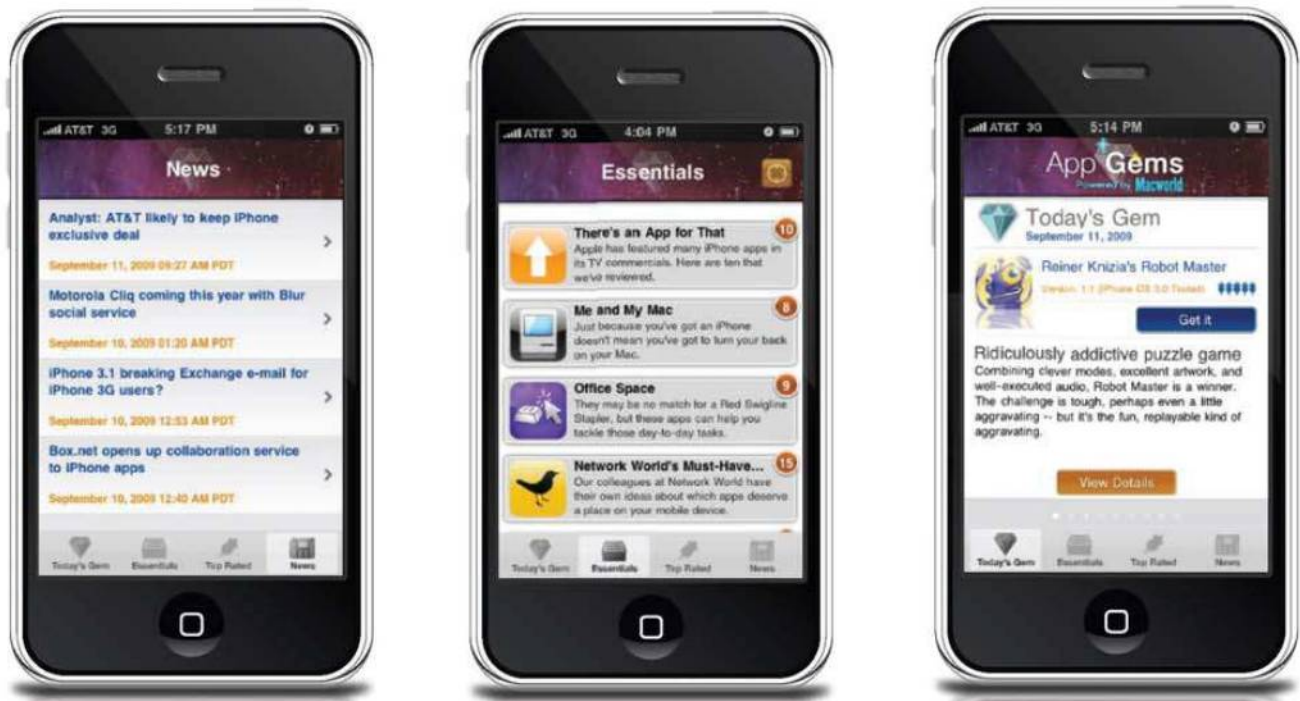 AT&T 3G 5:17 PM
News
Analyst: AT&T likely to keep iPhone
exclusive deal
September 11, 2009 09:27 AM PDT
Motorola Cliq coming this year with Blur
social service
September 10, 2009 01:20 AM PDT
iPhone 3.1 breaking Exchange e-mail for
iPhone 3G users?
September 10, 2009 12:53 AM PDT
Box.net opens up collaboration service
to iPhone apps
September 10, 2009 12:40 AM PDT
Today's Gem Essentials Top Rated News
AT&T 3G 4:04 PM
Essentials
There's an App for That 10
Apple has featured many iPhone apps in
its TV commercials. Here are ten that
we've reviewed.
Me and My Mac 8
Just because you've got an iPhone
doesn't mean you've got to turn your back
on your Mac.
Office Space 9
They may be no match for a Red Swigline
Stapler, but these apps can help you
tackle those day-to-day tasks.
Network World's Must-Have... 15
Our colleagues at Network World have
their own ideas about which apps deserve
a place on your mobile device.
Today's Gem Essentials Top Rated News
AT&T 3G 5:14 PM
App Gems
Powered by Macworld
Today's Gem
September 11, 2009
Reiner Knizia's Robot Master
Version: 1.1 (iPhone OS 3.0 Tested)
Get it
Ridiculously addictive puzzle game
Combining clever modes, excellent artwork, and
well-executed audio, Robot Master is a winner.
The challenge is tough, perhaps even a little
aggravating -- but it's the fun, replayable kind of
aggravating.
View Details
Today's Gem Essentials Top Rated News